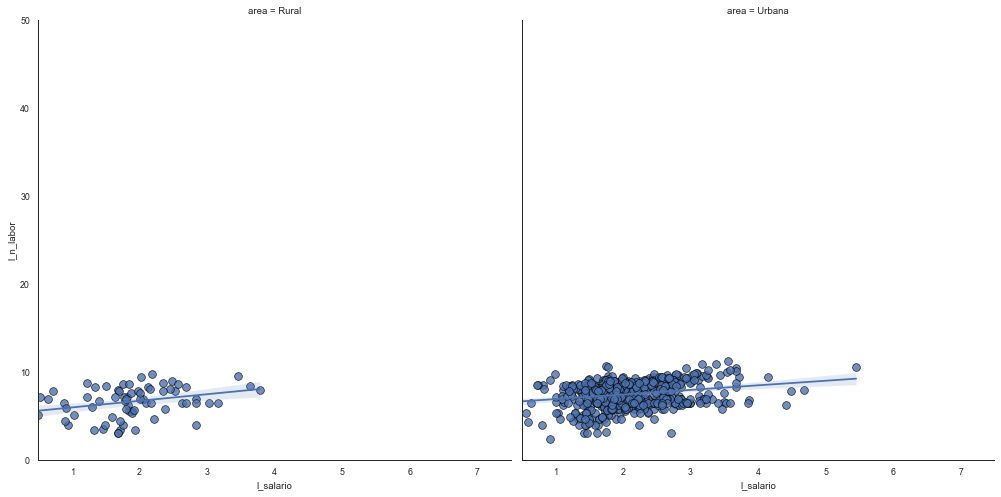 area = Rural
area = Urbana
50
40
30
20
10
0
l_n_labor
1 2 3 4 5 6 7
1 2 3 4 5 6 7
l_salario
l_salario